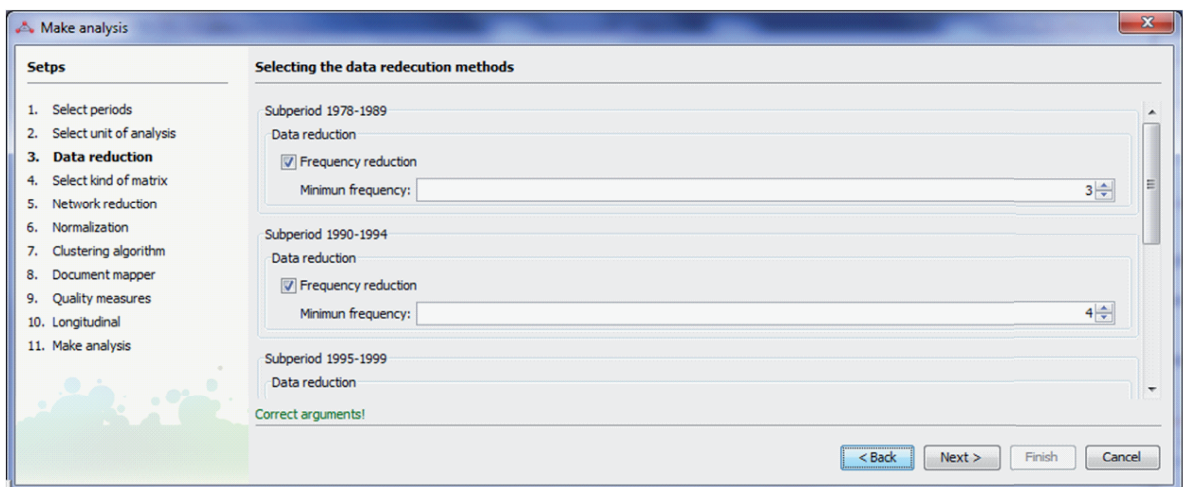 Make analysis
Setps
1. Select periods
2. Select unit of analysis
3. Data reduction
4. Select kind of matrix
5. Network reduction
6. Normalization
7. Clustering algorithm
8. Document mapper
9. Quality measures
10. Longitudinal
11. Make analysis
Selecting the data redecution methods
Subperiod 1978-1989
Data reduction
Frequency reduction
Minimun frequency: 3
Subperiod 1990-1994
Data reduction
Frequency reduction
Minimun frequency: 4
Subperiod 1995-1999
Data reduction
Correct arguments!
< Back Next > Finish Cancel